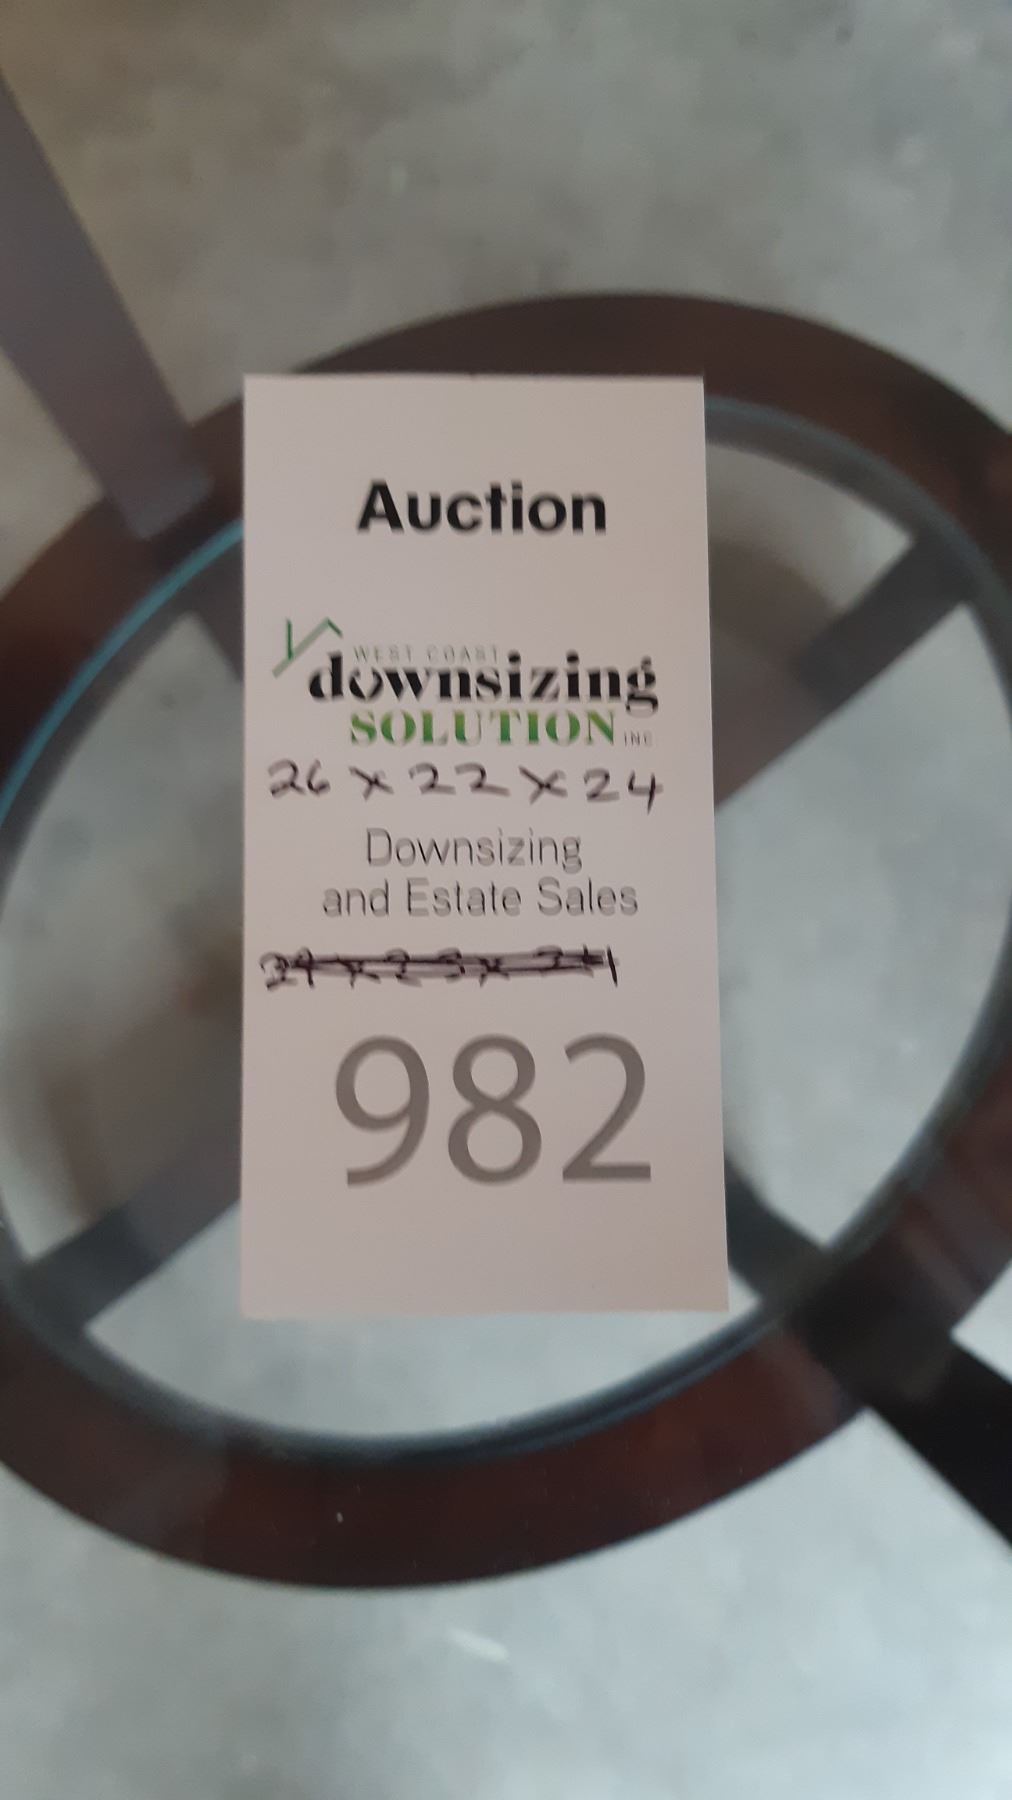 Auction
WEST COAST
downsizing
SOLUTION INC
26 x 22 x 24
Downsizing
and Estate Sales
982